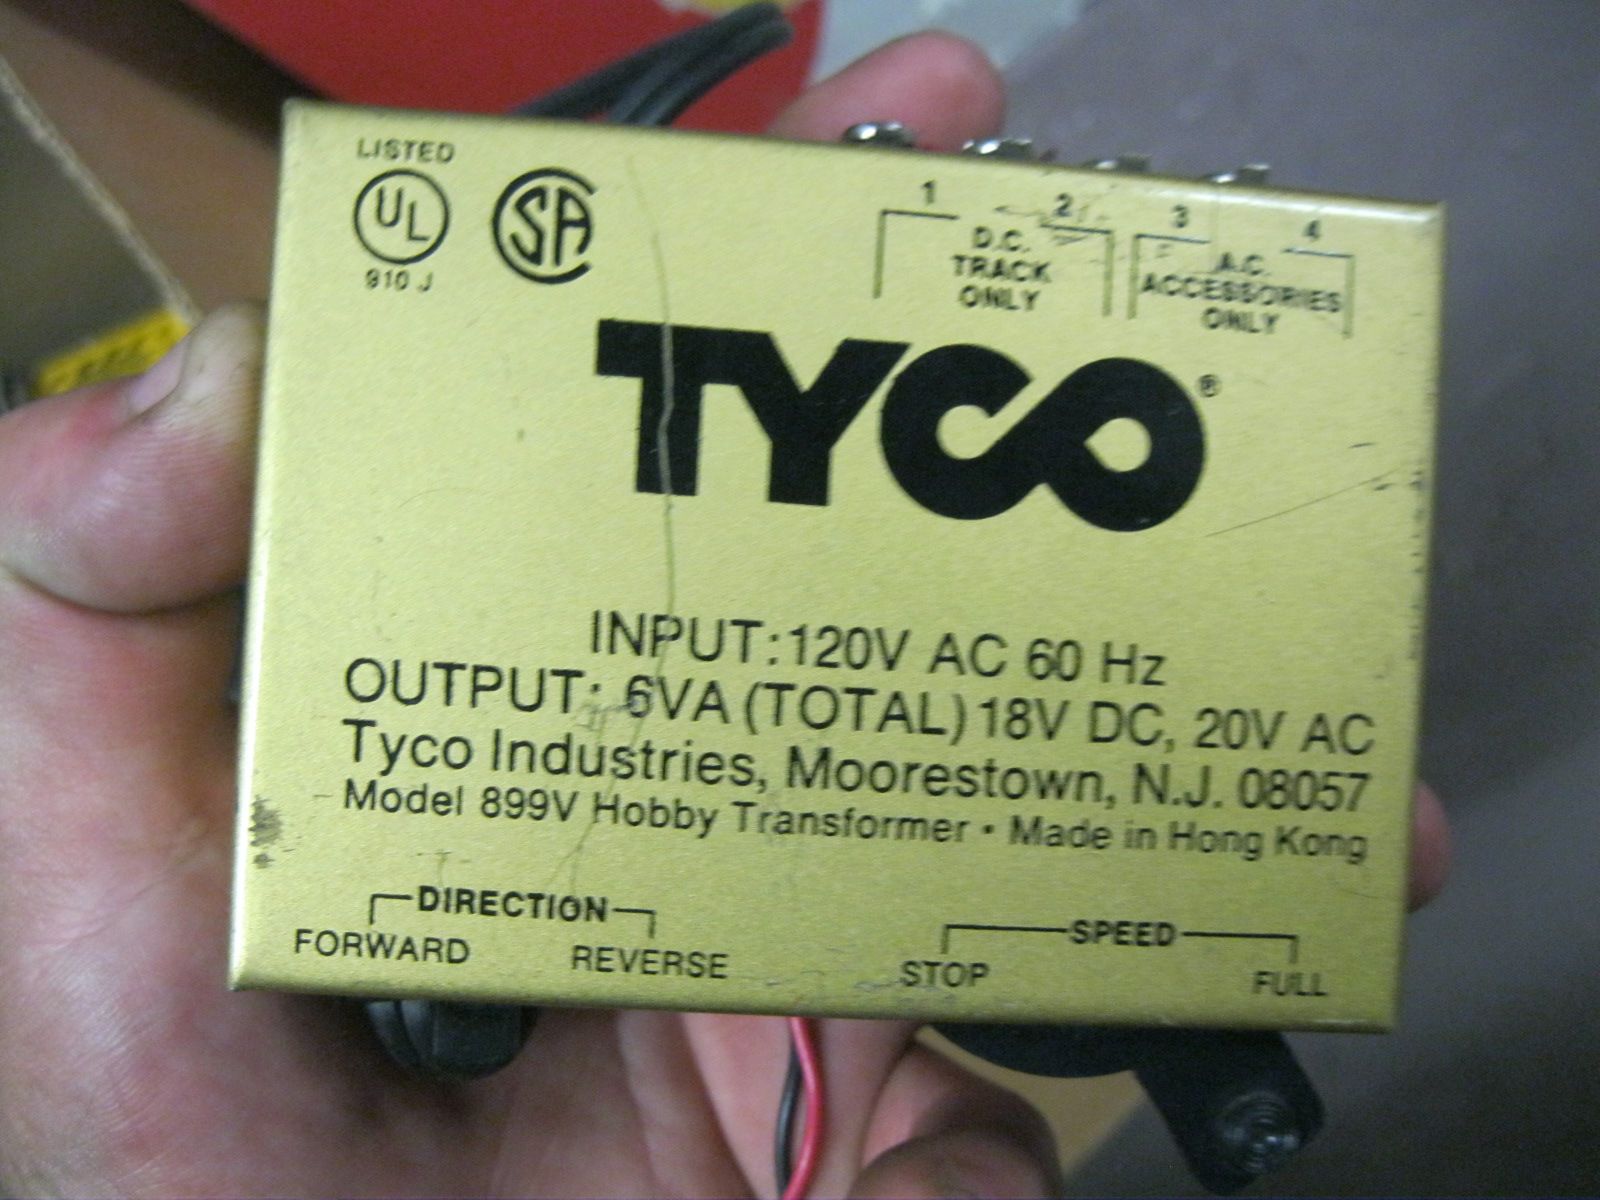 LISTED
UL
910 J
SA
1 2 3 4
D.C.
TRACK
ONLY
A.C.
ACCESSORIES
ONLY
TYCO®
INPUT: 120V AC 60 Hz
OUTPUT: 6VA (TOTAL) 18V DC, 20V AC
Tyco Industries, Moorestown, N.J. 08057
Model 899V Hobby Transformer • Made in Hong Kong
DIRECTION
FORWARD REVERSE
SPEED
STOP FULL